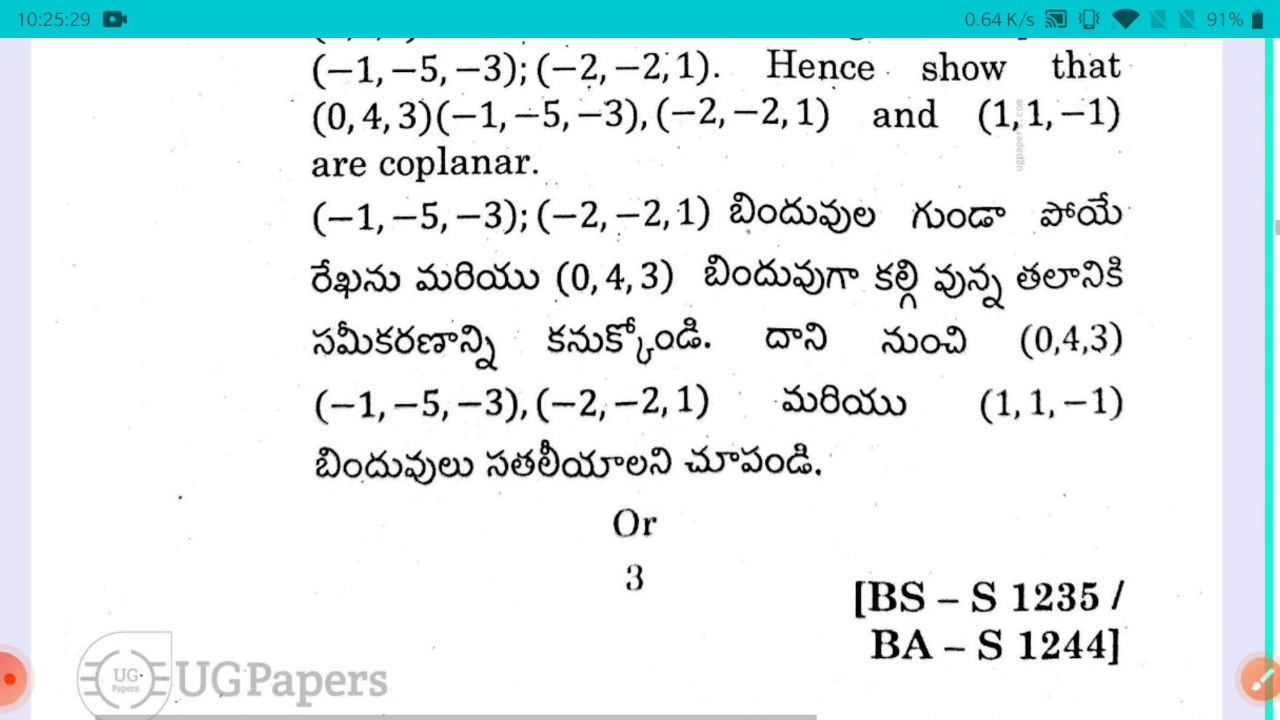 10:25:29 0.64 K/s 91%
(−1,−5,−3);(−2,−2,1). Hence show that
(0,4,3)(−1,−5,−3),(−2,−2,1) and (1,1,−1)
are coplanar.
(−1,−5,−3);(−2,−2,1) బిందువుల గుండా పోయే
రేఖను మరియు (0,4,3) బిందువుగా కల్గి వున్న తలానికి
సమీకరణాన్ని కనుక్కోండి. దాని నుంచి (0,4,3)
(−1,−5,−3),(−2,−2,1) మరియు (1,1,−1)
బిందువులు సతలీయాలని చూపండి.
Or
3
[BS – S 1235 /
BA – S 1244]
UG
Papers
UGPapers